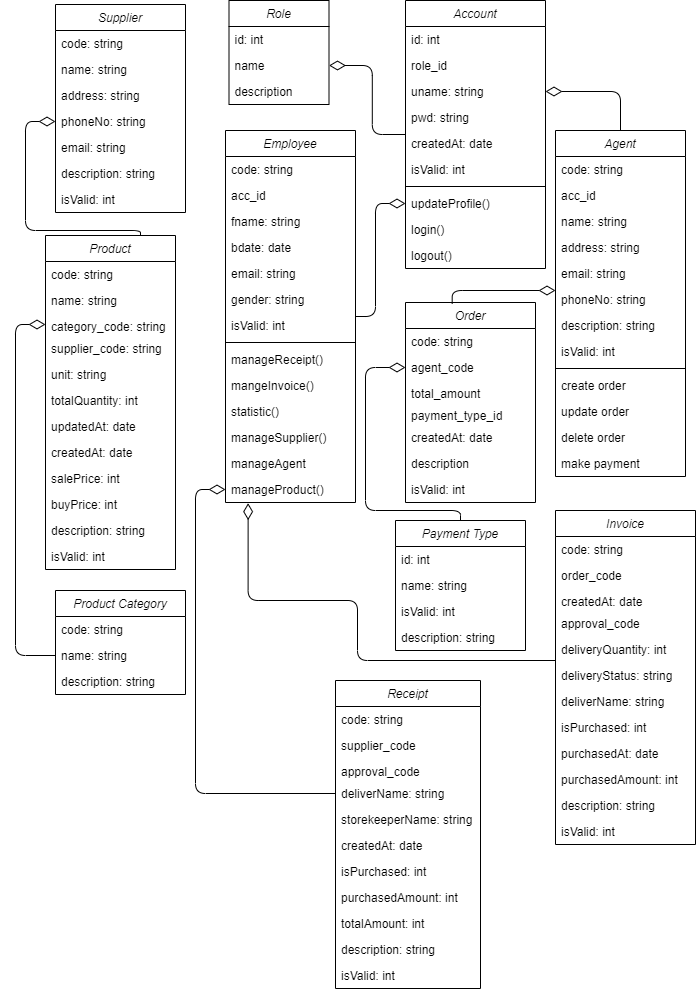 Supplier
code: string
name: string
address: string
phoneNo: string
email: string
description: string
isValid: int
Role
id: int
name
description
Account
id: int
role_id
uname: string
pwd: string
createdAt: date
isValid: int
updateProfile()
login()
logout()
Employee
code: string
acc_id
fname: string
bdate: date
email: string
gender: string
isValid: int
manageReceipt()
mangeInvoice()
statistic()
manageSupplier()
manageAgent
manageProduct()
Agent
code: string
acc_id
name: string
address: string
email: string
phoneNo: string
description: string
isValid: int
create order
update order
delete order
make payment
Product
code: string
name: string
category_code: string
supplier_code: string
unit: string
totalQuantity: int
updatedAt: date
createdAt: date
salePrice: int
buyPrice: int
description: string
isValid: int
Order
code: string
agent_code
total_amount
payment_type_id
createdAt: date
description
isValid: int
Payment Type
id: int
name: string
isValid: int
description: string
Invoice
code: string
order_code
createdAt: date
approval_code
deliveryQuantity: int
deliveryStatus: string
deliverName: string
isPurchased: int
purchasedAt: date
purchasedAmount: int
description: string
isValid: int
Product Category
code: string
name: string
description: string
Receipt
code: string
supplier_code
approval_code
deliverName: string
storekeeperName: string
createdAt: date
isPurchased: int
purchasedAmount: int
totalAmount: int
description: string
isValid: int